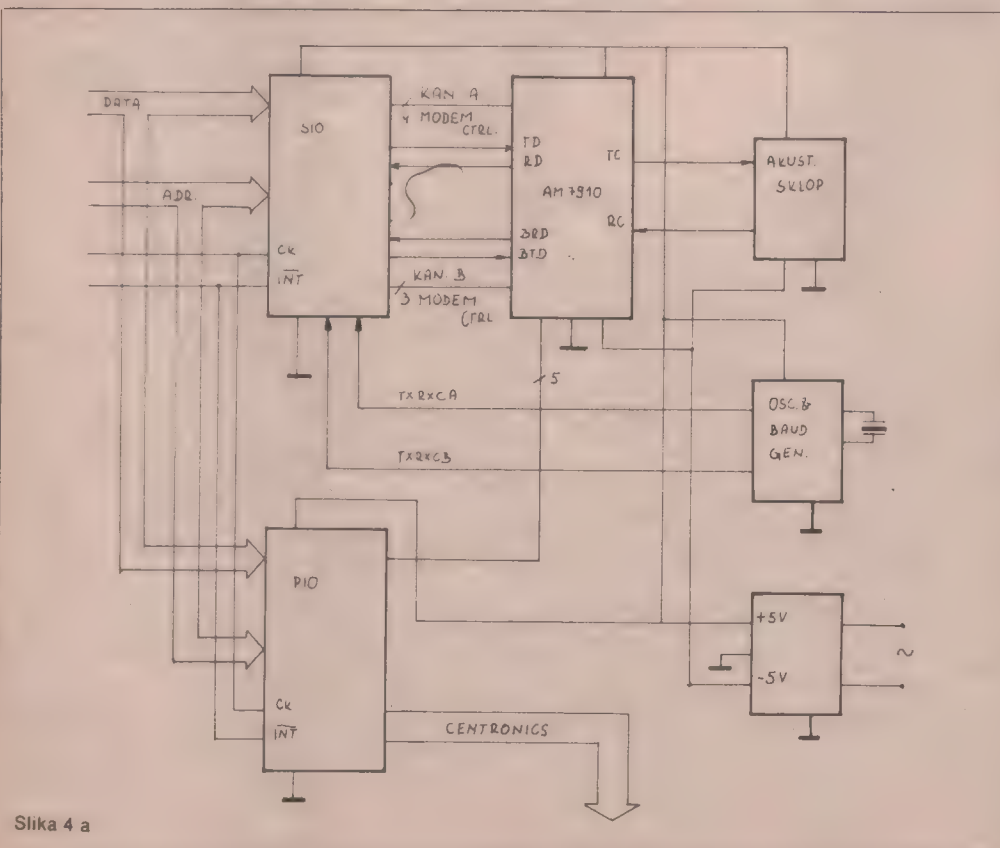 DATA
ADR.
SIO
CK
INT
KAN A
4 MODEM
CTRL.
TD
RD
AM 7910
TC
RC
BRD
BTD
KAN. B
3 MODEM
CTRL
AKUST.
SKLOP
5
TXRXCA
TXRXCB
OSC. &
BAUD
GEN.
PIO
CK
INT
CENTRONICS
+5V
-5V
~
Slika 4 a